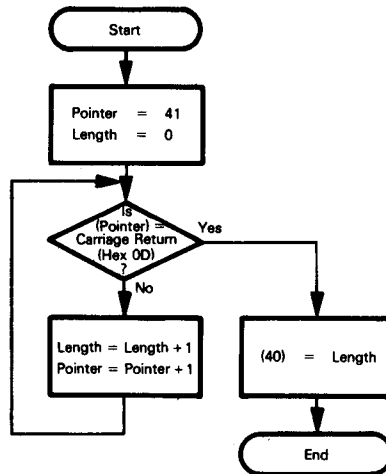 Start
Pointer = 41
Length = 0
Is
(Pointer) =
Carriage Return
(Hex 0D)
?
Yes
No
Length = Length + 1
Pointer = Pointer + 1
(40) = Length
End